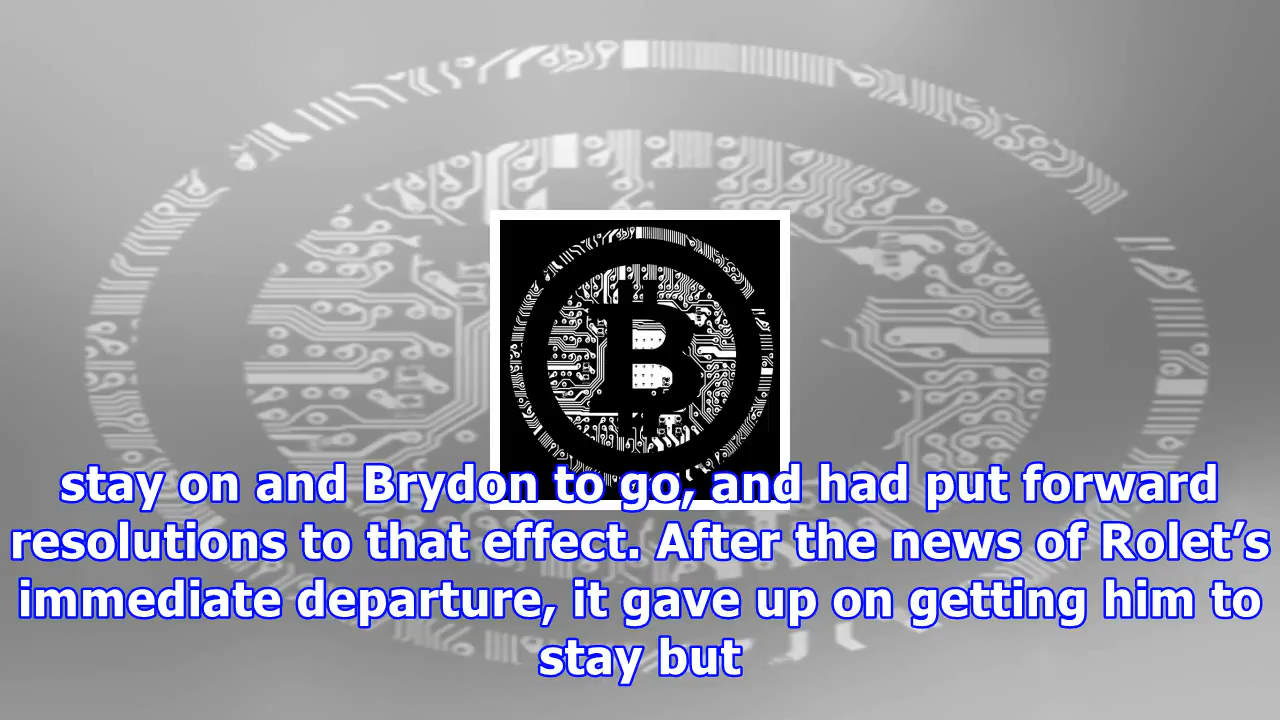 stay on and Brydon to go, and had put forward
resolutions to that effect. After the news of Rolet’s
immediate departure, it gave up on getting him to
stay but